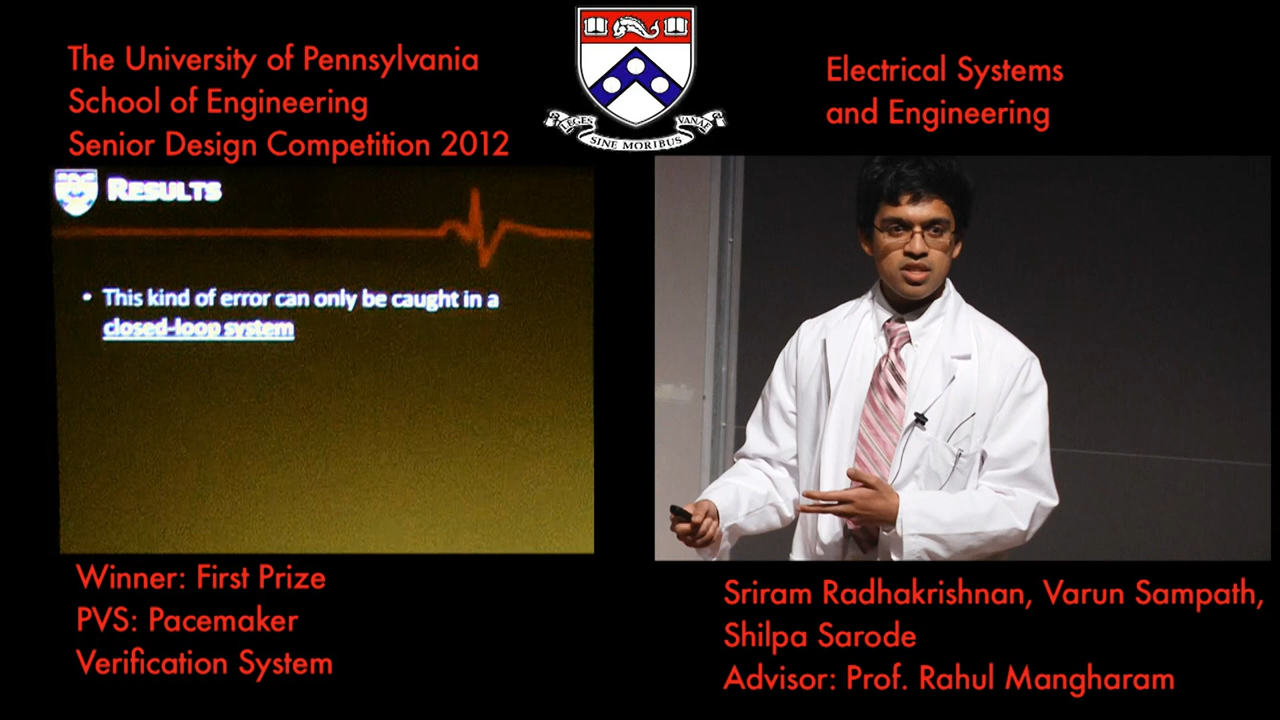 The University of Pennsylvania
School of Engineering
Senior Design Competition 2012
LEGES
VANAE
SINE MORIBUS
Electrical Systems
and Engineering
RESULTS
• This kind of error can only be caught in a
closed-loop system
Winner: First Prize
PVS: Pacemaker
Verification System
Sriram Radhakrishnan, Varun Sampath,
Shilpa Sarode
Advisor: Prof. Rahul Mangharam